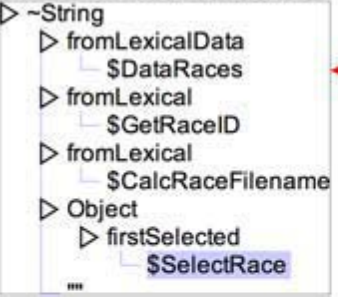 ~String
fromLexicalData
$DataRaces
fromLexical
$GetRaceID
fromLexical
$CalcRaceFilename
Object
firstSelected
$SelectRace
""